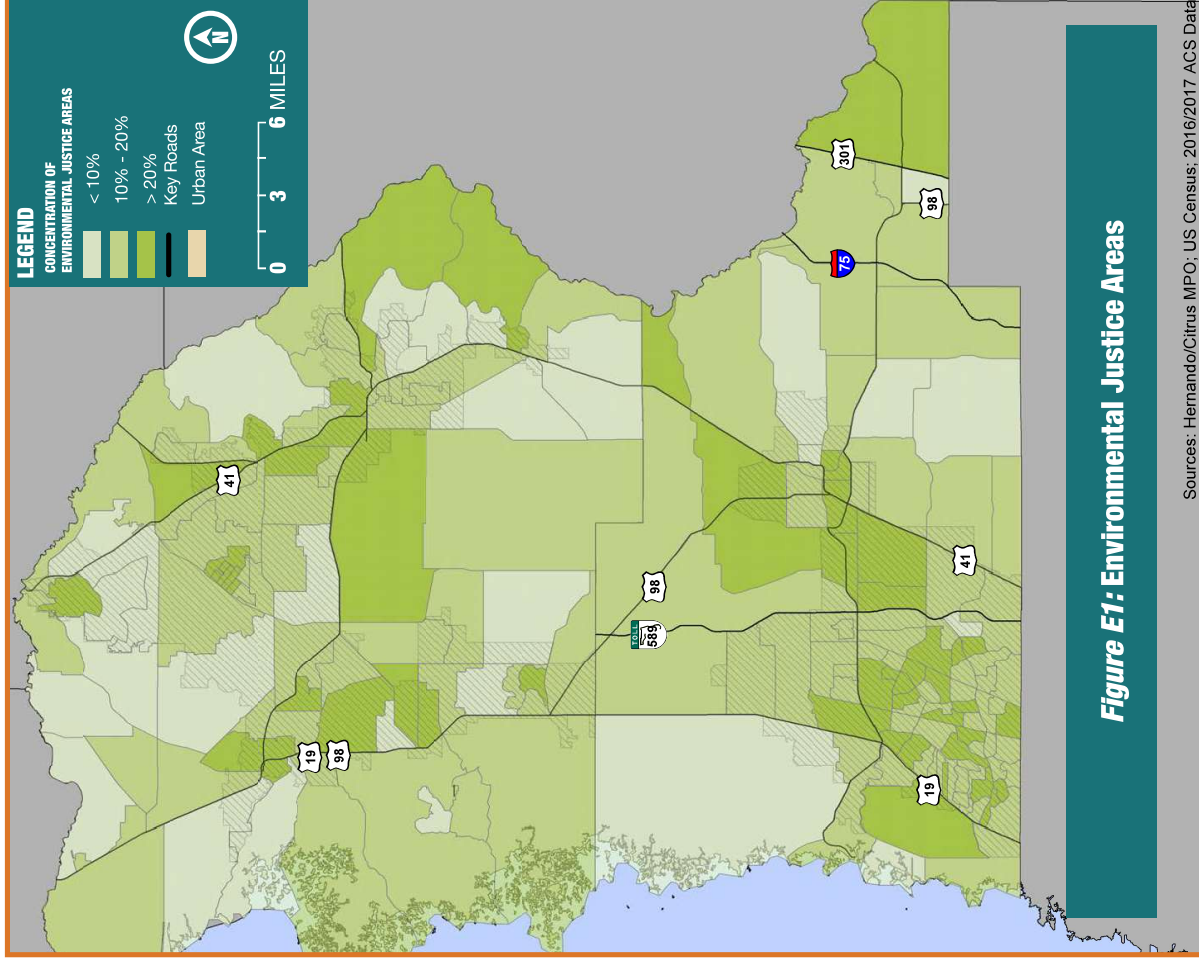 LEGEND
CONCENTRATION OF
ENVIRONMENTAL JUSTICE AREAS
< 10%
10% - 20%
> 20%
Key Roads
Urban Area
0 3 6 MILES
N
41
19
98
98
TOLL
589
301
98
75
41
19
Figure E1: Environmental Justice Areas
Sources: Hernando/Citrus MPO; US Census; 2016/2017 ACS Data